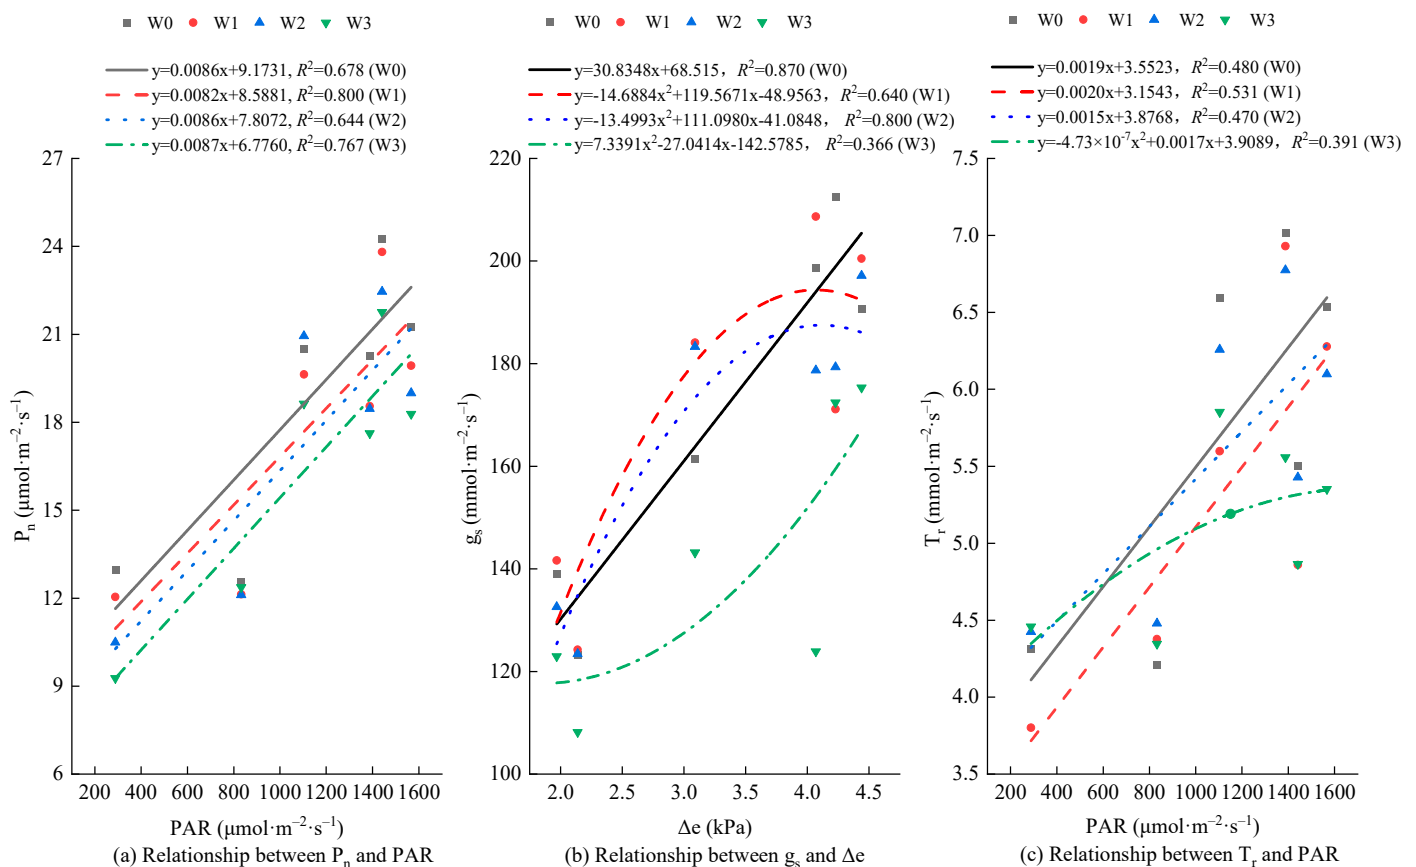 W0 W1 W2 W3
y=0.0086x+9.1731, R²=0.678 (W0)
y=0.0082x+8.5881, R²=0.800 (W1)
y=0.0086x+7.8072, R²=0.644 (W2)
y=0.0087x+6.7760, R²=0.767 (W3)
27
24
21
18
15
12
9
6
Pₙ (μmol·m⁻²·s⁻¹)
200 400 600 800 1000 1200 1400 1600
PAR (μmol·m⁻²·s⁻¹)
(a) Relationship between Pₙ and PAR
W0 W1 W2 W3
y=30.8348x+68.515, R²=0.870 (W0)
y=-14.6884x²+119.5671x-48.9563, R²=0.640 (W1)
y=-13.4993x²+111.0980x-41.0848, R²=0.800 (W2)
y=7.3391x²-27.0414x-142.5785, R²=0.366 (W3)
220
200
180
160
140
120
100
gₛ (mmol·m⁻²·s⁻¹)
2.0 2.5 3.0 3.5 4.0 4.5
Δe (kPa)
(b) Relationship between gₛ and Δe
W0 W1 W2 W3
y=0.0019x+3.5523, R²=0.480 (W0)
y=0.0020x+3.1543, R²=0.531 (W1)
y=0.0015x+3.8768, R²=0.470 (W2)
y=-4.73×10⁻⁷x²+0.0017x+3.9089, R²=0.391 (W3)
7.5
7.0
6.5
6.0
5.5
5.0
4.5
4.0
3.5
Tᵣ (mmol·m⁻²·s⁻¹)
200 400 600 800 1000 1200 1400 1600
PAR (μmol·m⁻²·s⁻¹)
(c) Relationship between Tᵣ and PAR